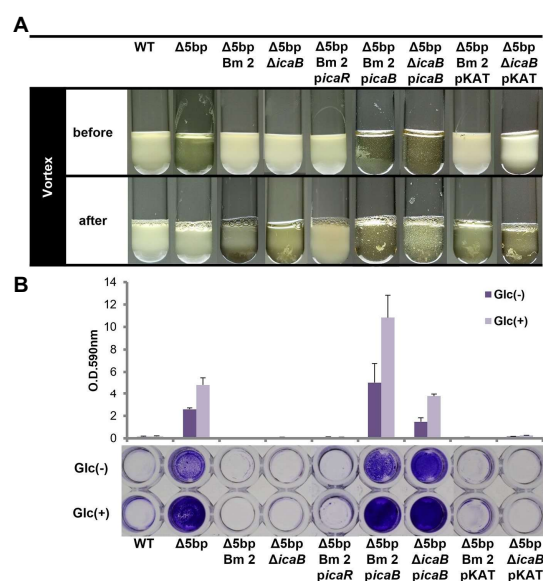 A
WT Δ5bp Δ5bp Δ5bp Δ5bp Δ5bp Δ5bp Δ5bp Δ5bp
Bm 2 ΔicaB Bm 2 Bm 2 ΔicaB Bm 2 ΔicaB
picaR picaB picaB pKAT pKAT
Vortex
before
after
B
14
12
10
8
6
4
2
0
O.D.590nm
Glc(-)
Glc(+)
Glc(-)
Glc(+)
WT Δ5bp Δ5bp Δ5bp Δ5bp Δ5bp Δ5bp Δ5bp Δ5bp
Bm 2 ΔicaB Bm 2 Bm 2 ΔicaB Bm 2 ΔicaB
picaR picaB picaB pKAT pKAT